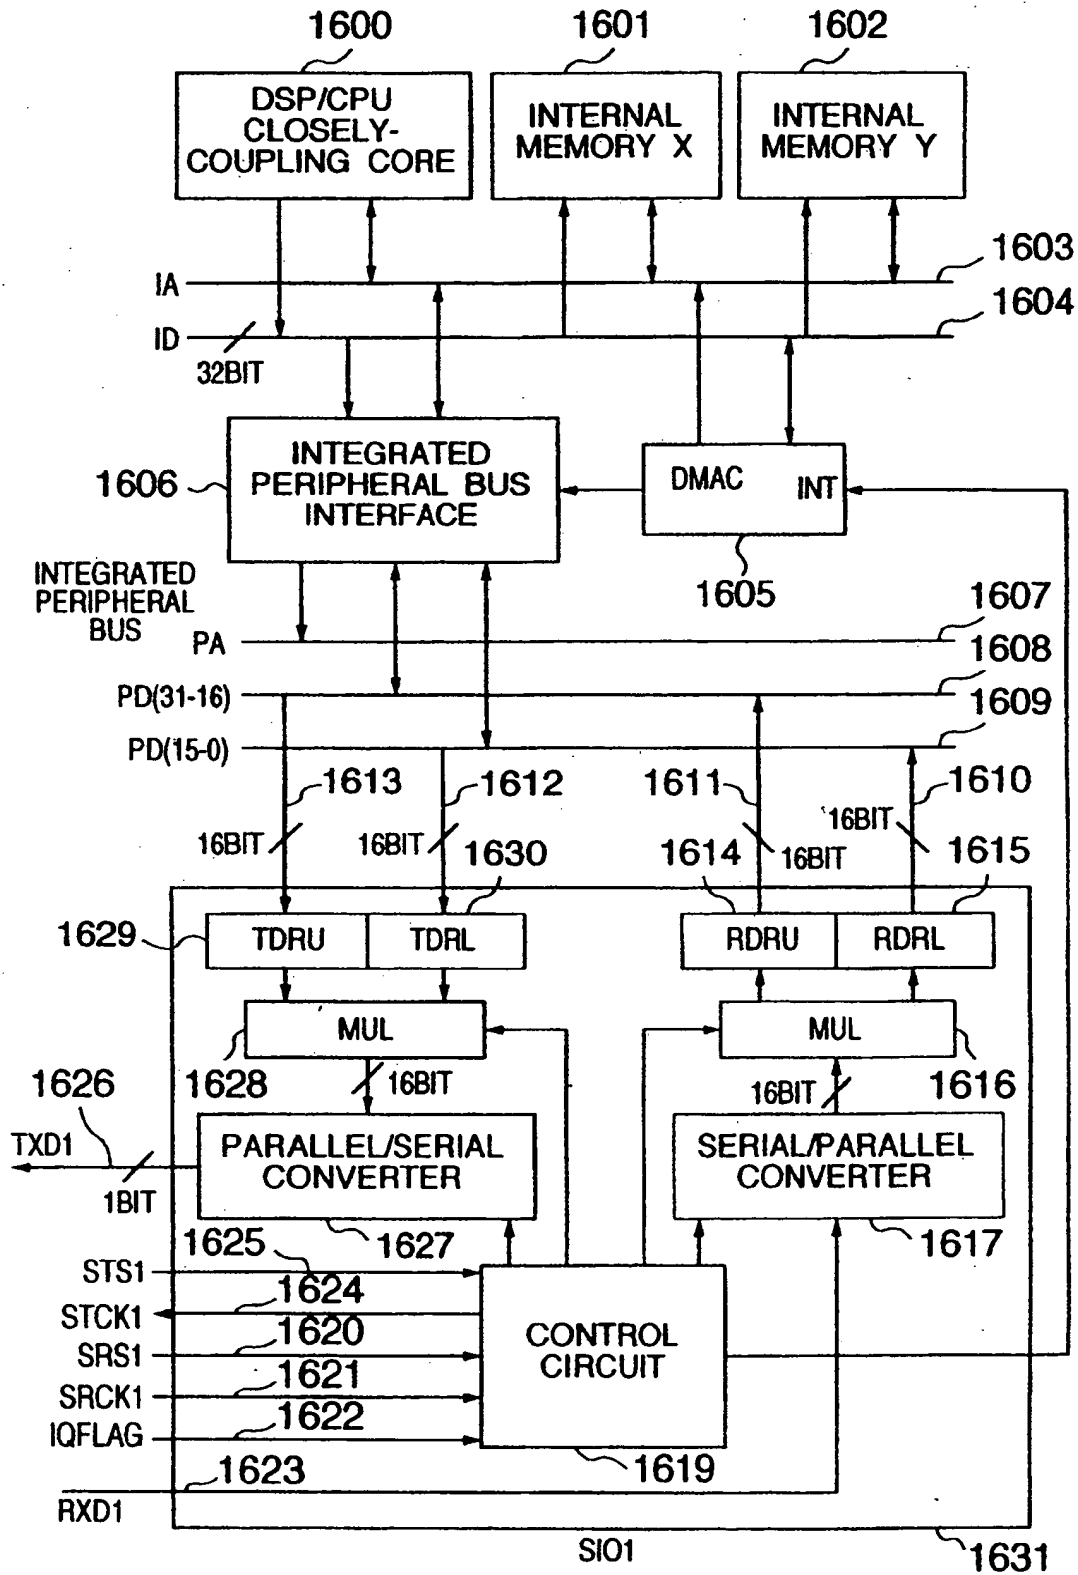 1600
1601
1602
DSP/CPU
CLOSELY-
COUPLING CORE
INTERNAL
MEMORY X
INTERNAL
MEMORY Y
1603
IA
1604
ID
32BIT
INTEGRATED
PERIPHERAL BUS
INTERFACE
1606
DMAC
INT
1605
INTEGRATED
PERIPHERAL
BUS
PA
1607
1608
PD(31-16)
1609
PD(15-0)
1613
1612
1611
1610
16BIT
16BIT
16BIT
16BIT
1630
1614
1615
1629
TDRU
TDRL
RDRU
RDRL
MUL
MUL
1628
16BIT
16BIT
1616
1626
TXD1
1BIT
PARALLEL/SERIAL
CONVERTER
SERIAL/PARALLEL
CONVERTER
1627
1617
1625
STS1
1624
STCK1
1620
SRS1
1621
SRCK1
1622
IQFLAG
CONTROL
CIRCUIT
1619
1623
RXD1
SIO1
1631